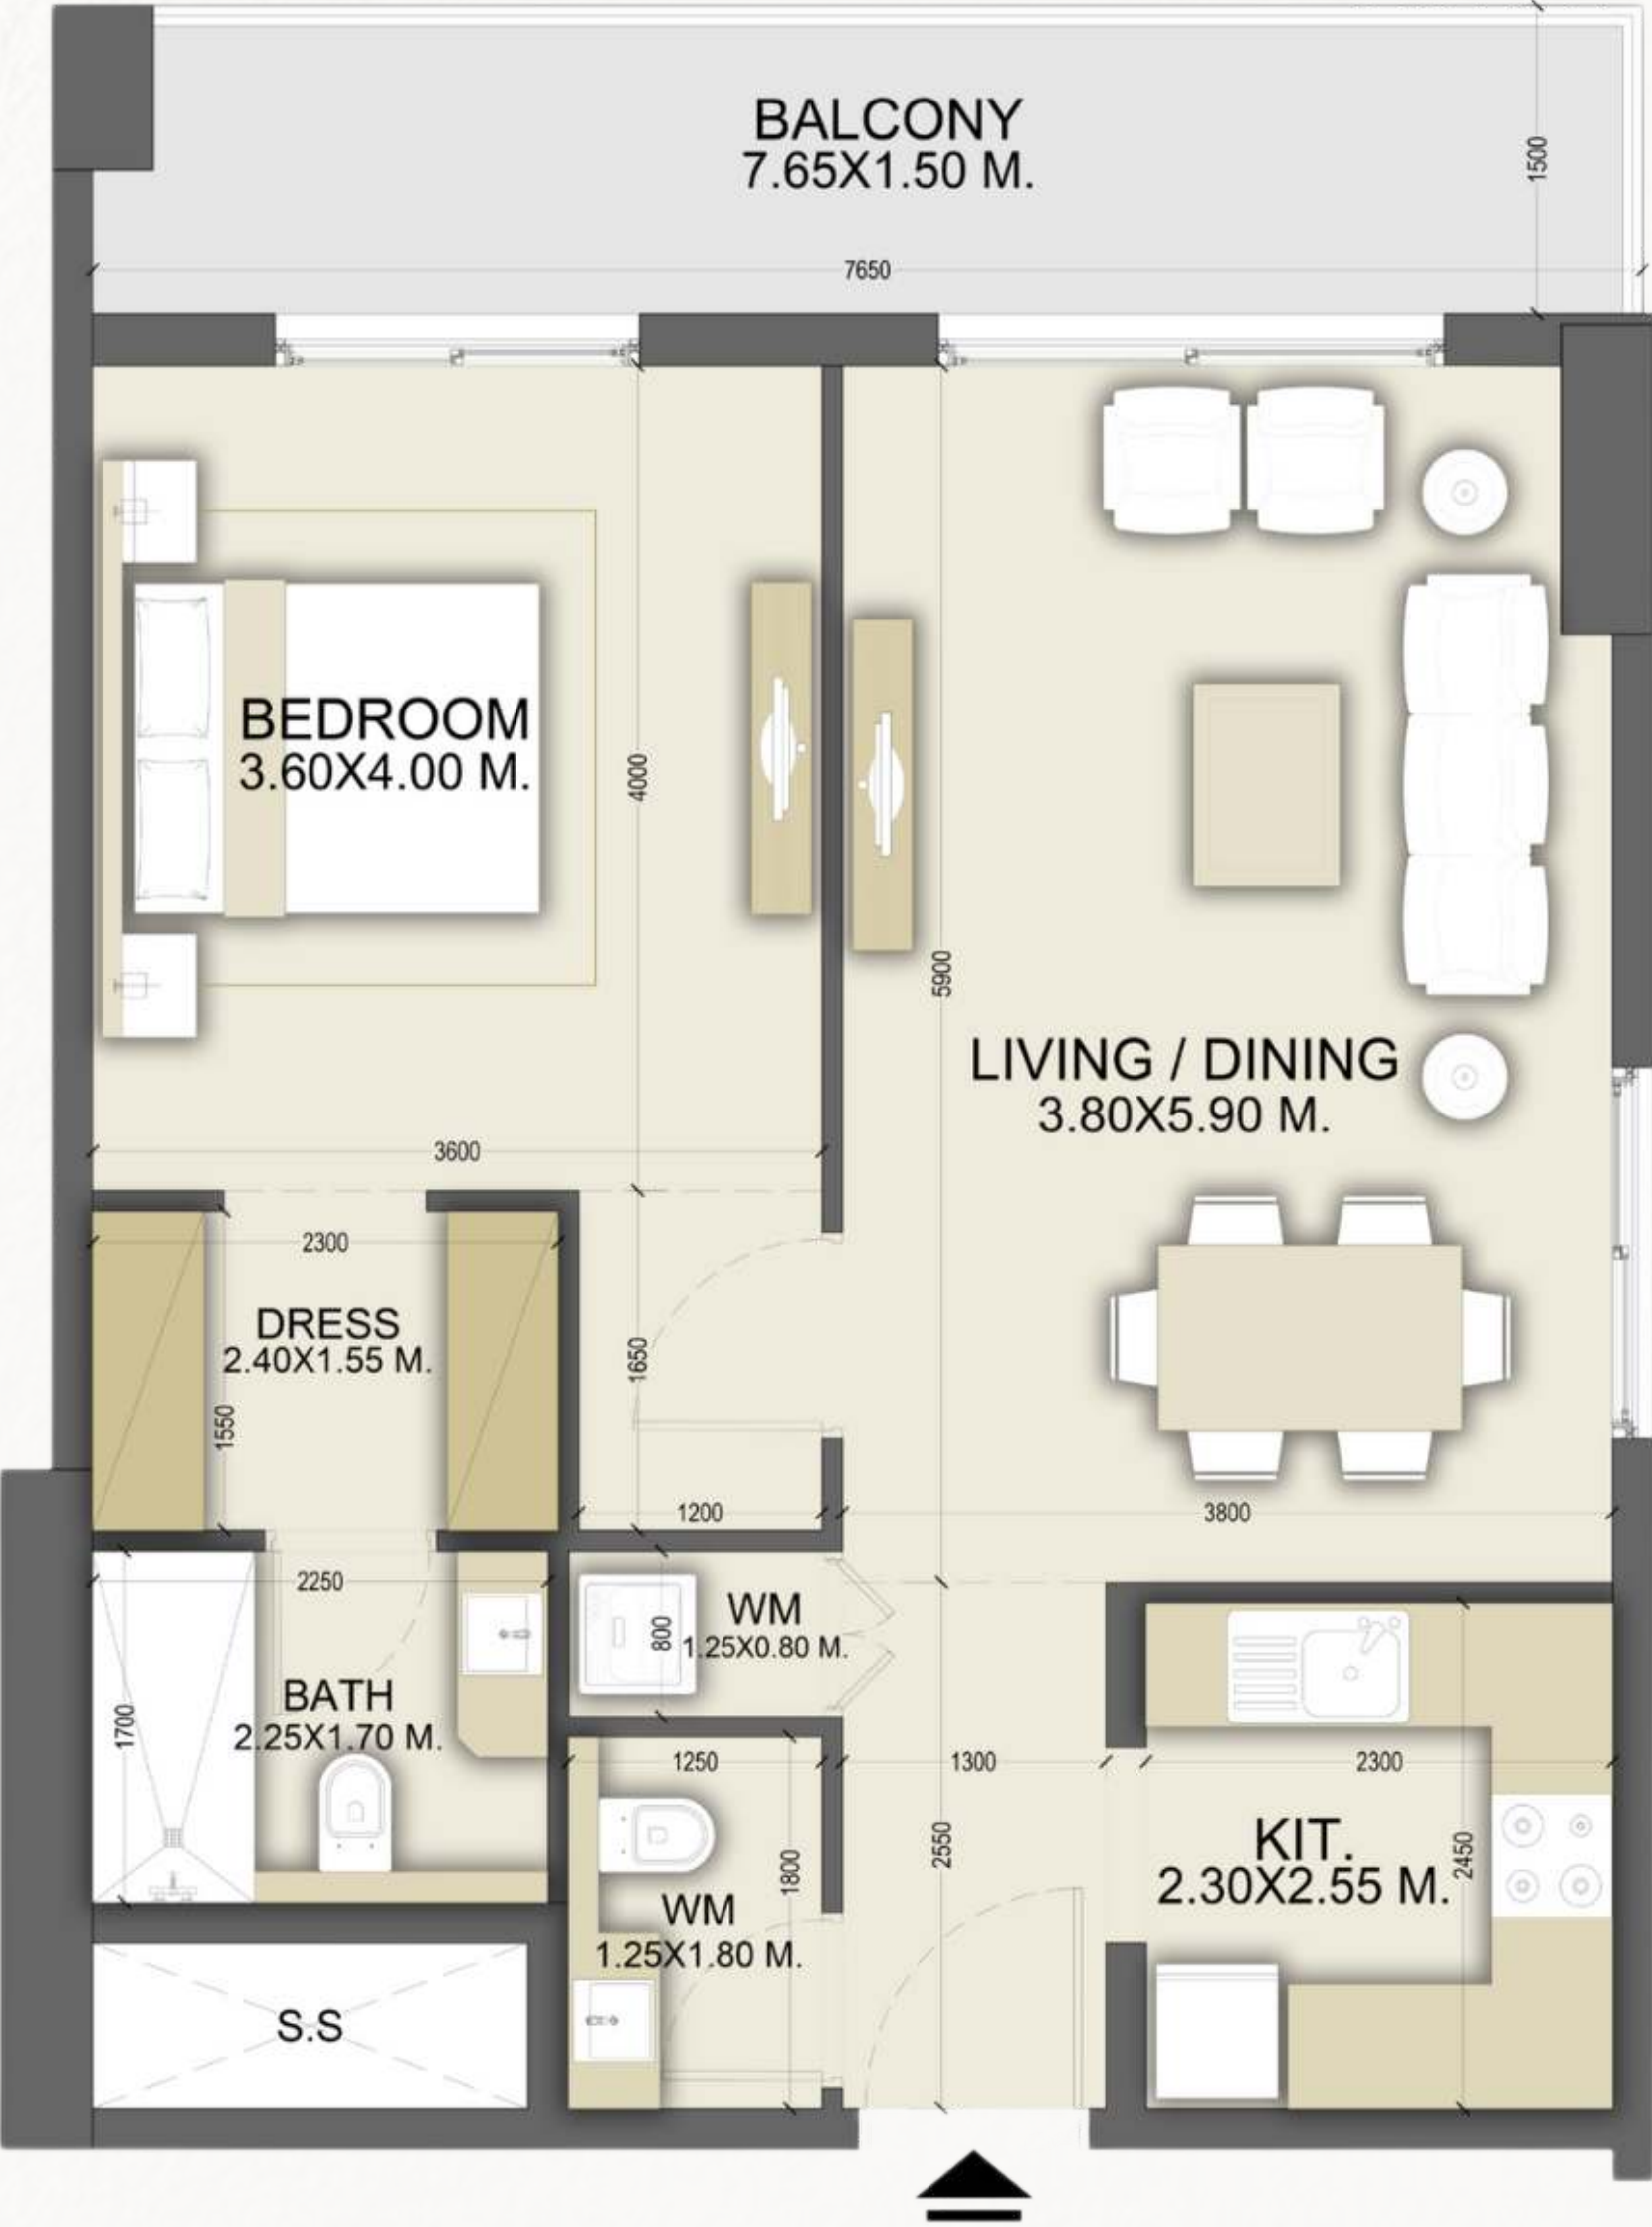 BALCONY
7.65X1.50 M.
1500
7650
BEDROOM
3.60X4.00 M.
4000
5900
LIVING / DINING
3.80X5.90 M.
3600
2300
DRESS
2.40X1.55 M.
1550
1650
1200
3800
2250
WM
1.25X0.80 M.
800
BATH
2.25X1.70 M.
1700
1250
1300
2300
KIT.
2.30X2.55 M.
2450
2550
1800
WM
1.25X1.80 M.
S.S